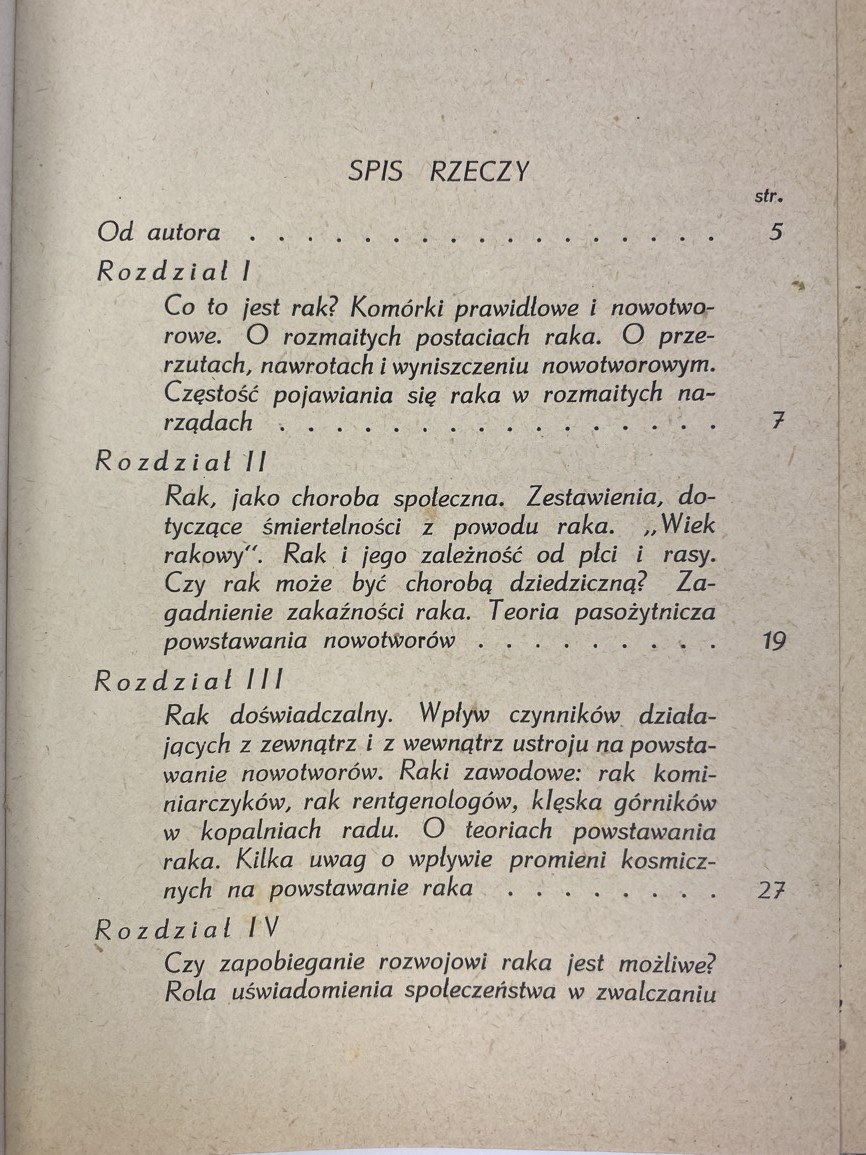 SPIS RZECZY
str.
Od autora . . . . . . . . . . . . . . . . . 5
Rozdział I
Co to jest rak? Komórki prawidłowe i nowotwo-
rowe. O rozmaitych postaciach raka. O prze-
rzutach, nawrotach i wyniszczeniu nowotworowym.
Częstość pojawiania się raka w rozmaitych na-
rządach . . . . . . . . . . . . . . . . 7
Rozdział II
Rak, jako choroba społeczna. Zestawienia, do-
tyczące śmiertelności z powodu raka. „Wiek
rakowy“. Rak i jego zależność od płci i rasy.
Czy rak może być chorobą dziedziczną? Za-
gadnienie zakaźności raka. Teoria pasożytnicza
powstawania nowotworów . . . . . . . . . 19
Rozdział III
Rak doświadczalny. Wpływ czynników działa-
jących z zewnątrz i z wewnątrz ustroju na powsta-
wanie nowotworów. Raki zawodowe: rak komi-
niarczyków, rak rentgenologów, klęska górników
w kopalniach radu. O teoriach powstawania
raka. Kilka uwag o wpływie promieni kosmicz-
nych na powstawanie raka . . . . . . . . 27
Rozdział IV
Czy zapobieganie rozwojowi raka jest możliwe?
Rola uświadomienia społeczeństwa w zwalczaniu